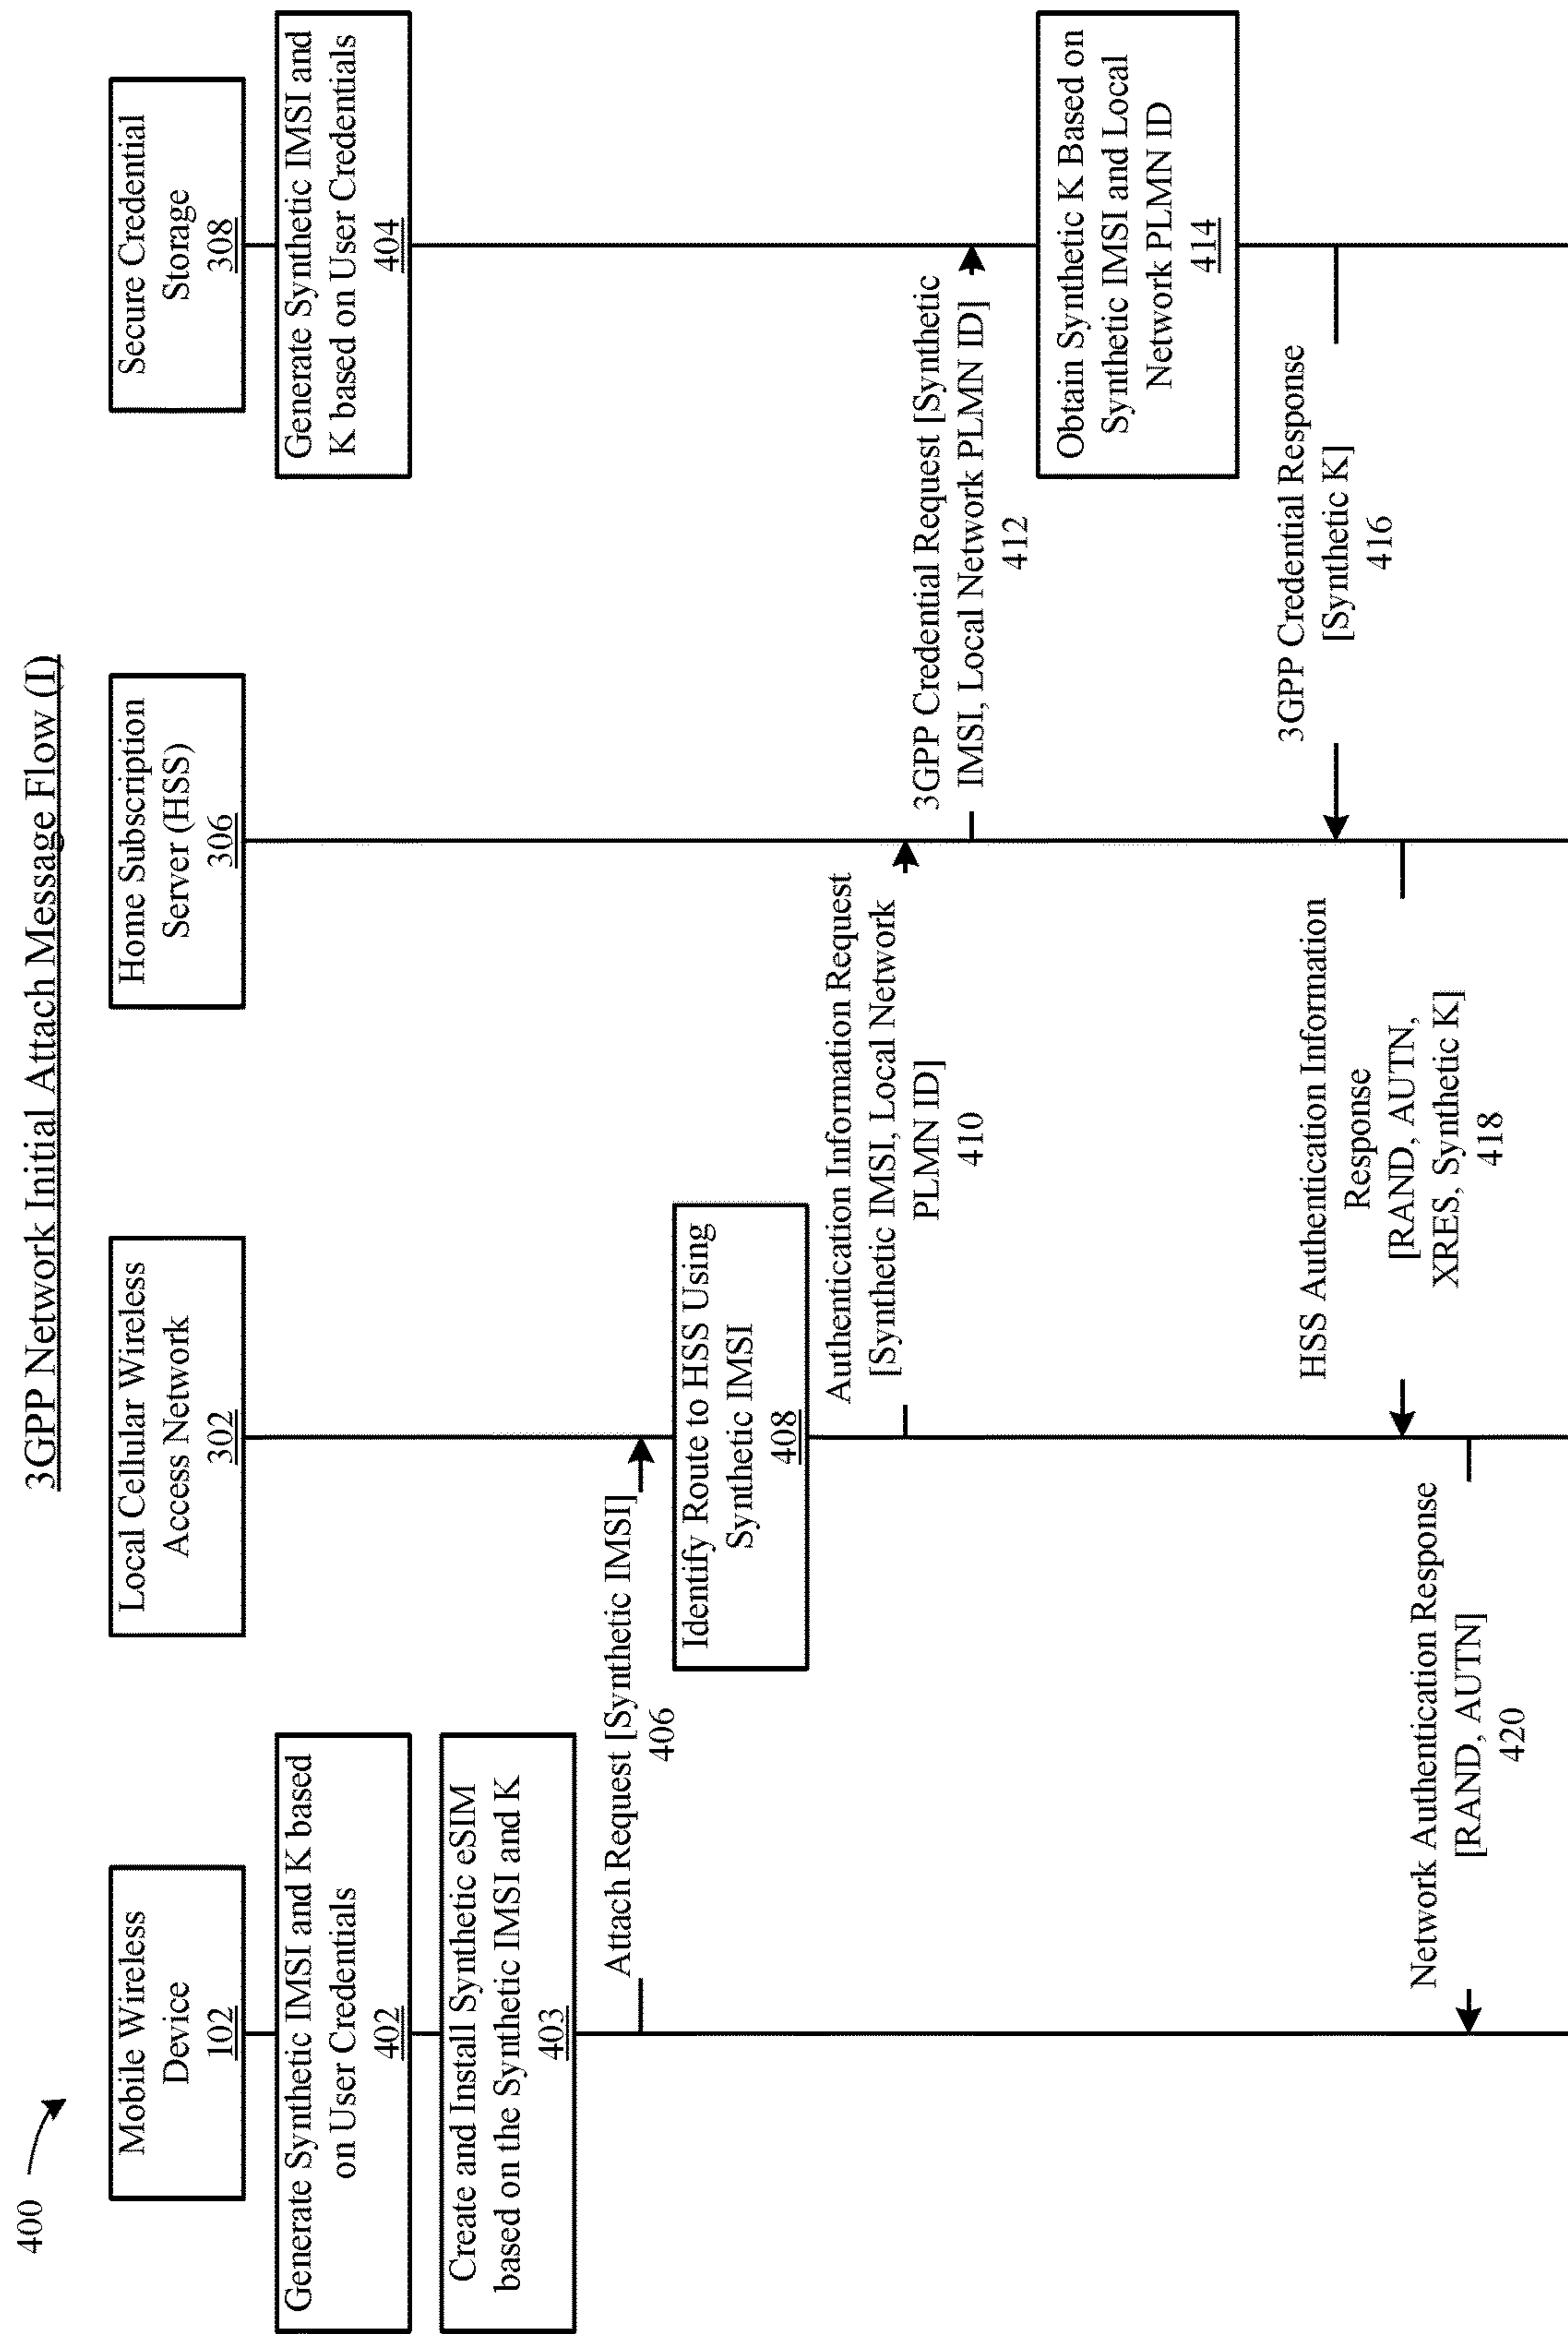 400
3GPP Network Initial Attach Message Flow (I)
Mobile Wireless
Device
102
Local Cellular Wireless
Access Network
302
Home Subscription
Server (HSS)
306
Secure Credential
Storage
308
Generate Synthetic IMSI and K based
on User Credentials
402
Generate Synthetic IMSI and
K based on User Credentials
404
Create and Install Synthetic eSIM
based on the Synthetic IMSI and K
403
Attach Request [Synthetic IMSI]
406
Identify Route to HSS Using
Synthetic IMSI
408
Authentication Information Request
[Synthetic IMSI, Local Network
PLMN ID]
410
3GPP Credential Request [Synthetic
IMSI, Local Network PLMN ID]
412
Obtain Synthetic K Based on
Synthetic IMSI and Local
Network PLMN ID
414
3GPP Credential Response
[Synthetic K]
416
HSS Authentication Information
Response
[RAND, AUTN,
XRES, Synthetic K]
418
Network Authentication Response
[RAND, AUTN]
420